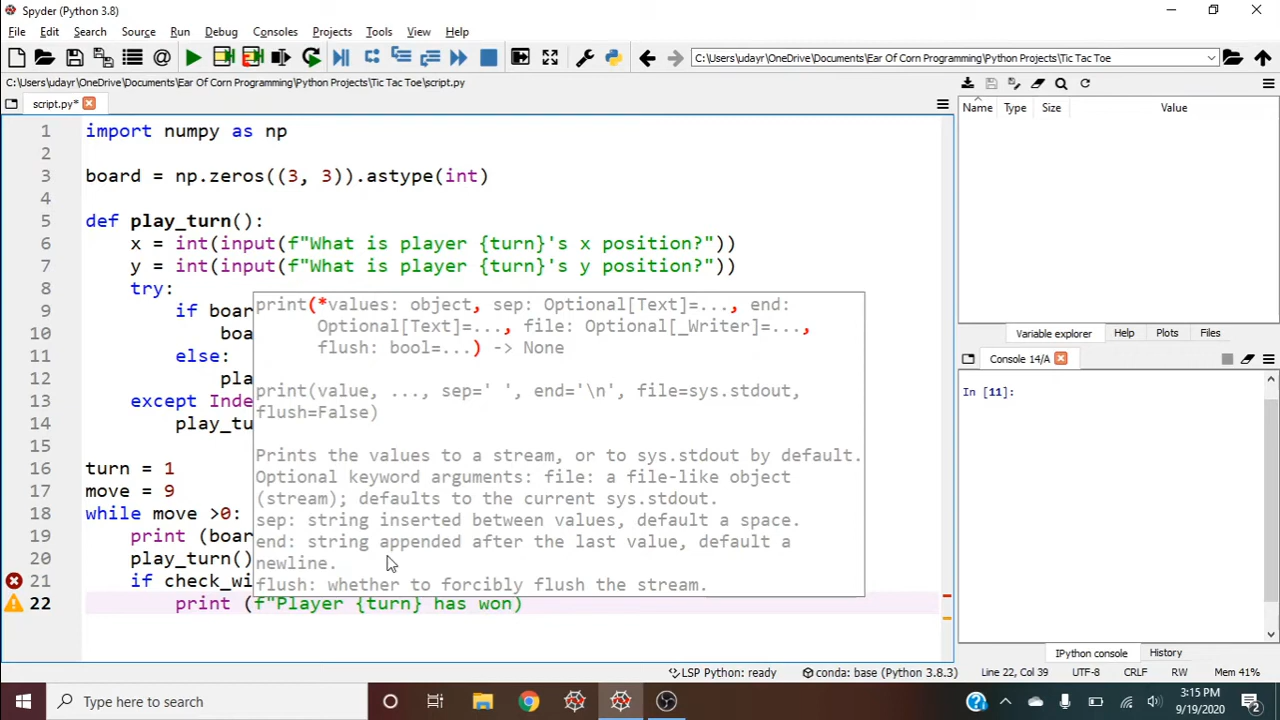 Spyder (Python 3.8)
File Edit Search Source Run Debug Consoles Projects Tools View Help
C:\Users\udayr\OneDrive\Documents\Ear Of Corn Programming\Python Projects\Tic Tac Toe
C:\Users\udayr\OneDrive\Documents\Ear Of Corn Programming\Python Projects\Tic Tac Toe\script.py
script.py*
1 import numpy as np
2
3 board = np.zeros((3, 3)).astype(int)
4
5 def play_turn():
6 x = int(input(f"What is player {turn}'s x position?"))
7 y = int(input(f"What is player {turn}'s y position?"))
8 try:
9 if boar
10 boa
11 else:
12 pla
13 except Inde
14 play_tu
15
16 turn = 1
17 move = 9
18 while move >0:
19 print (boar
20 play_turn()
21 if check_wi
22 print (f"Player {turn} has won)
print(*values: object, sep: Optional[Text]=..., end:
Optional[Text]=..., file: Optional[_Writer]=...,
flush: bool=...) -> None
print(value, ..., sep=' ', end='\n', file=sys.stdout,
flush=False)
Prints the values to a stream, or to sys.stdout by default.
Optional keyword arguments: file: a file-like object
(stream); defaults to the current sys.stdout.
sep: string inserted between values, default a space.
end: string appended after the last value, default a
newline.
flush: whether to forcibly flush the stream.
Name Type Size Value
Variable explorer Help Plots Files
Console 14/A
In [11]:
IPython console History
LSP Python: ready conda: base (Python 3.8.3) Line 22, Col 39 UTF-8 CRLF RW Mem 41%
Type here to search
3:15 PM
9/19/2020
2